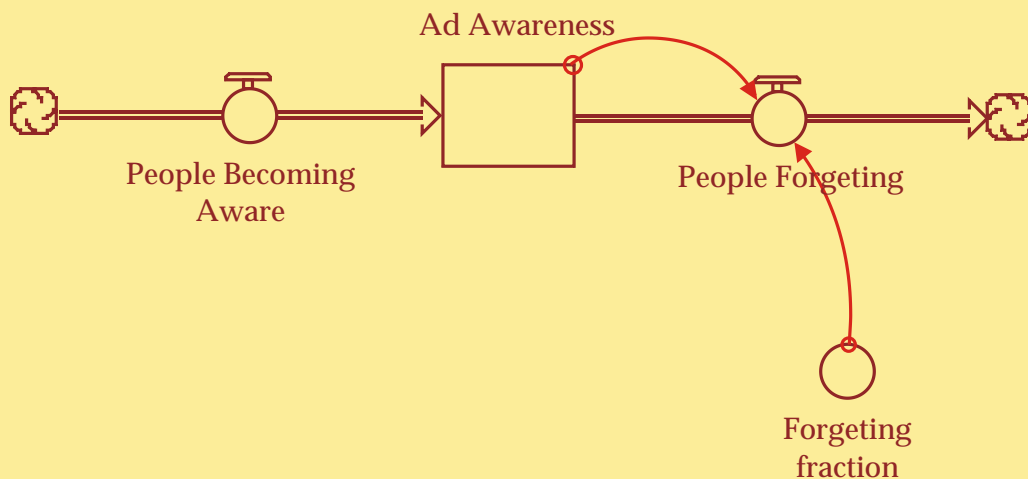 Ad Awareness
People Becoming
Aware
People Forgeting
Forgeting
fraction